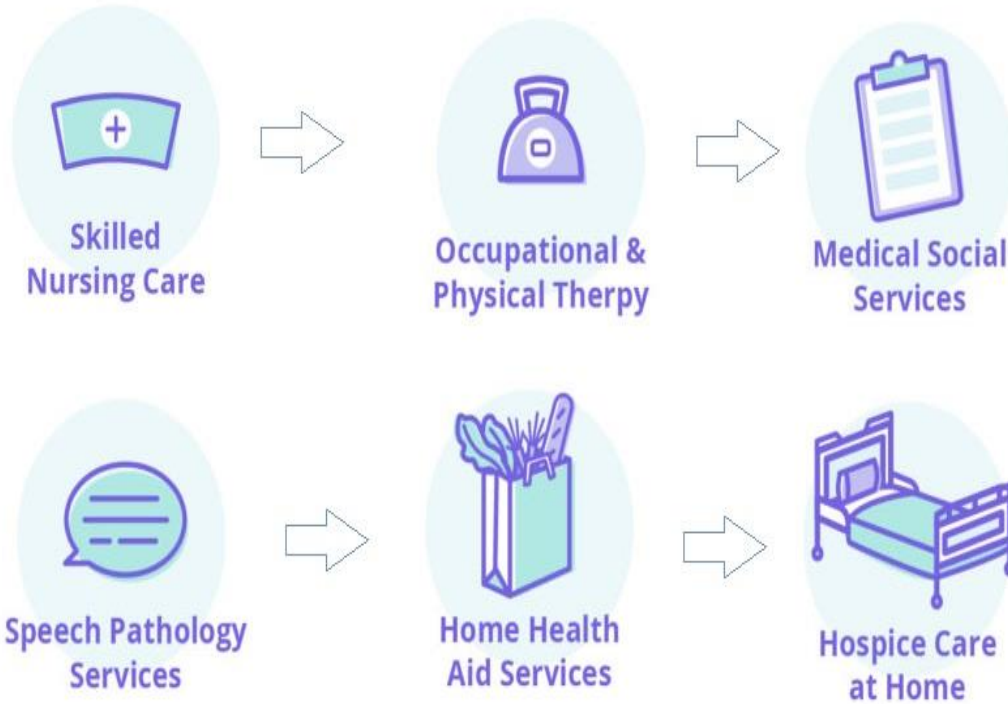 Skilled
Nursing Care
Occupational &
Physical Therpy
Medical Social
Services
Speech Pathology
Services
Home Health
Aid Services
Hospice Care
at Home